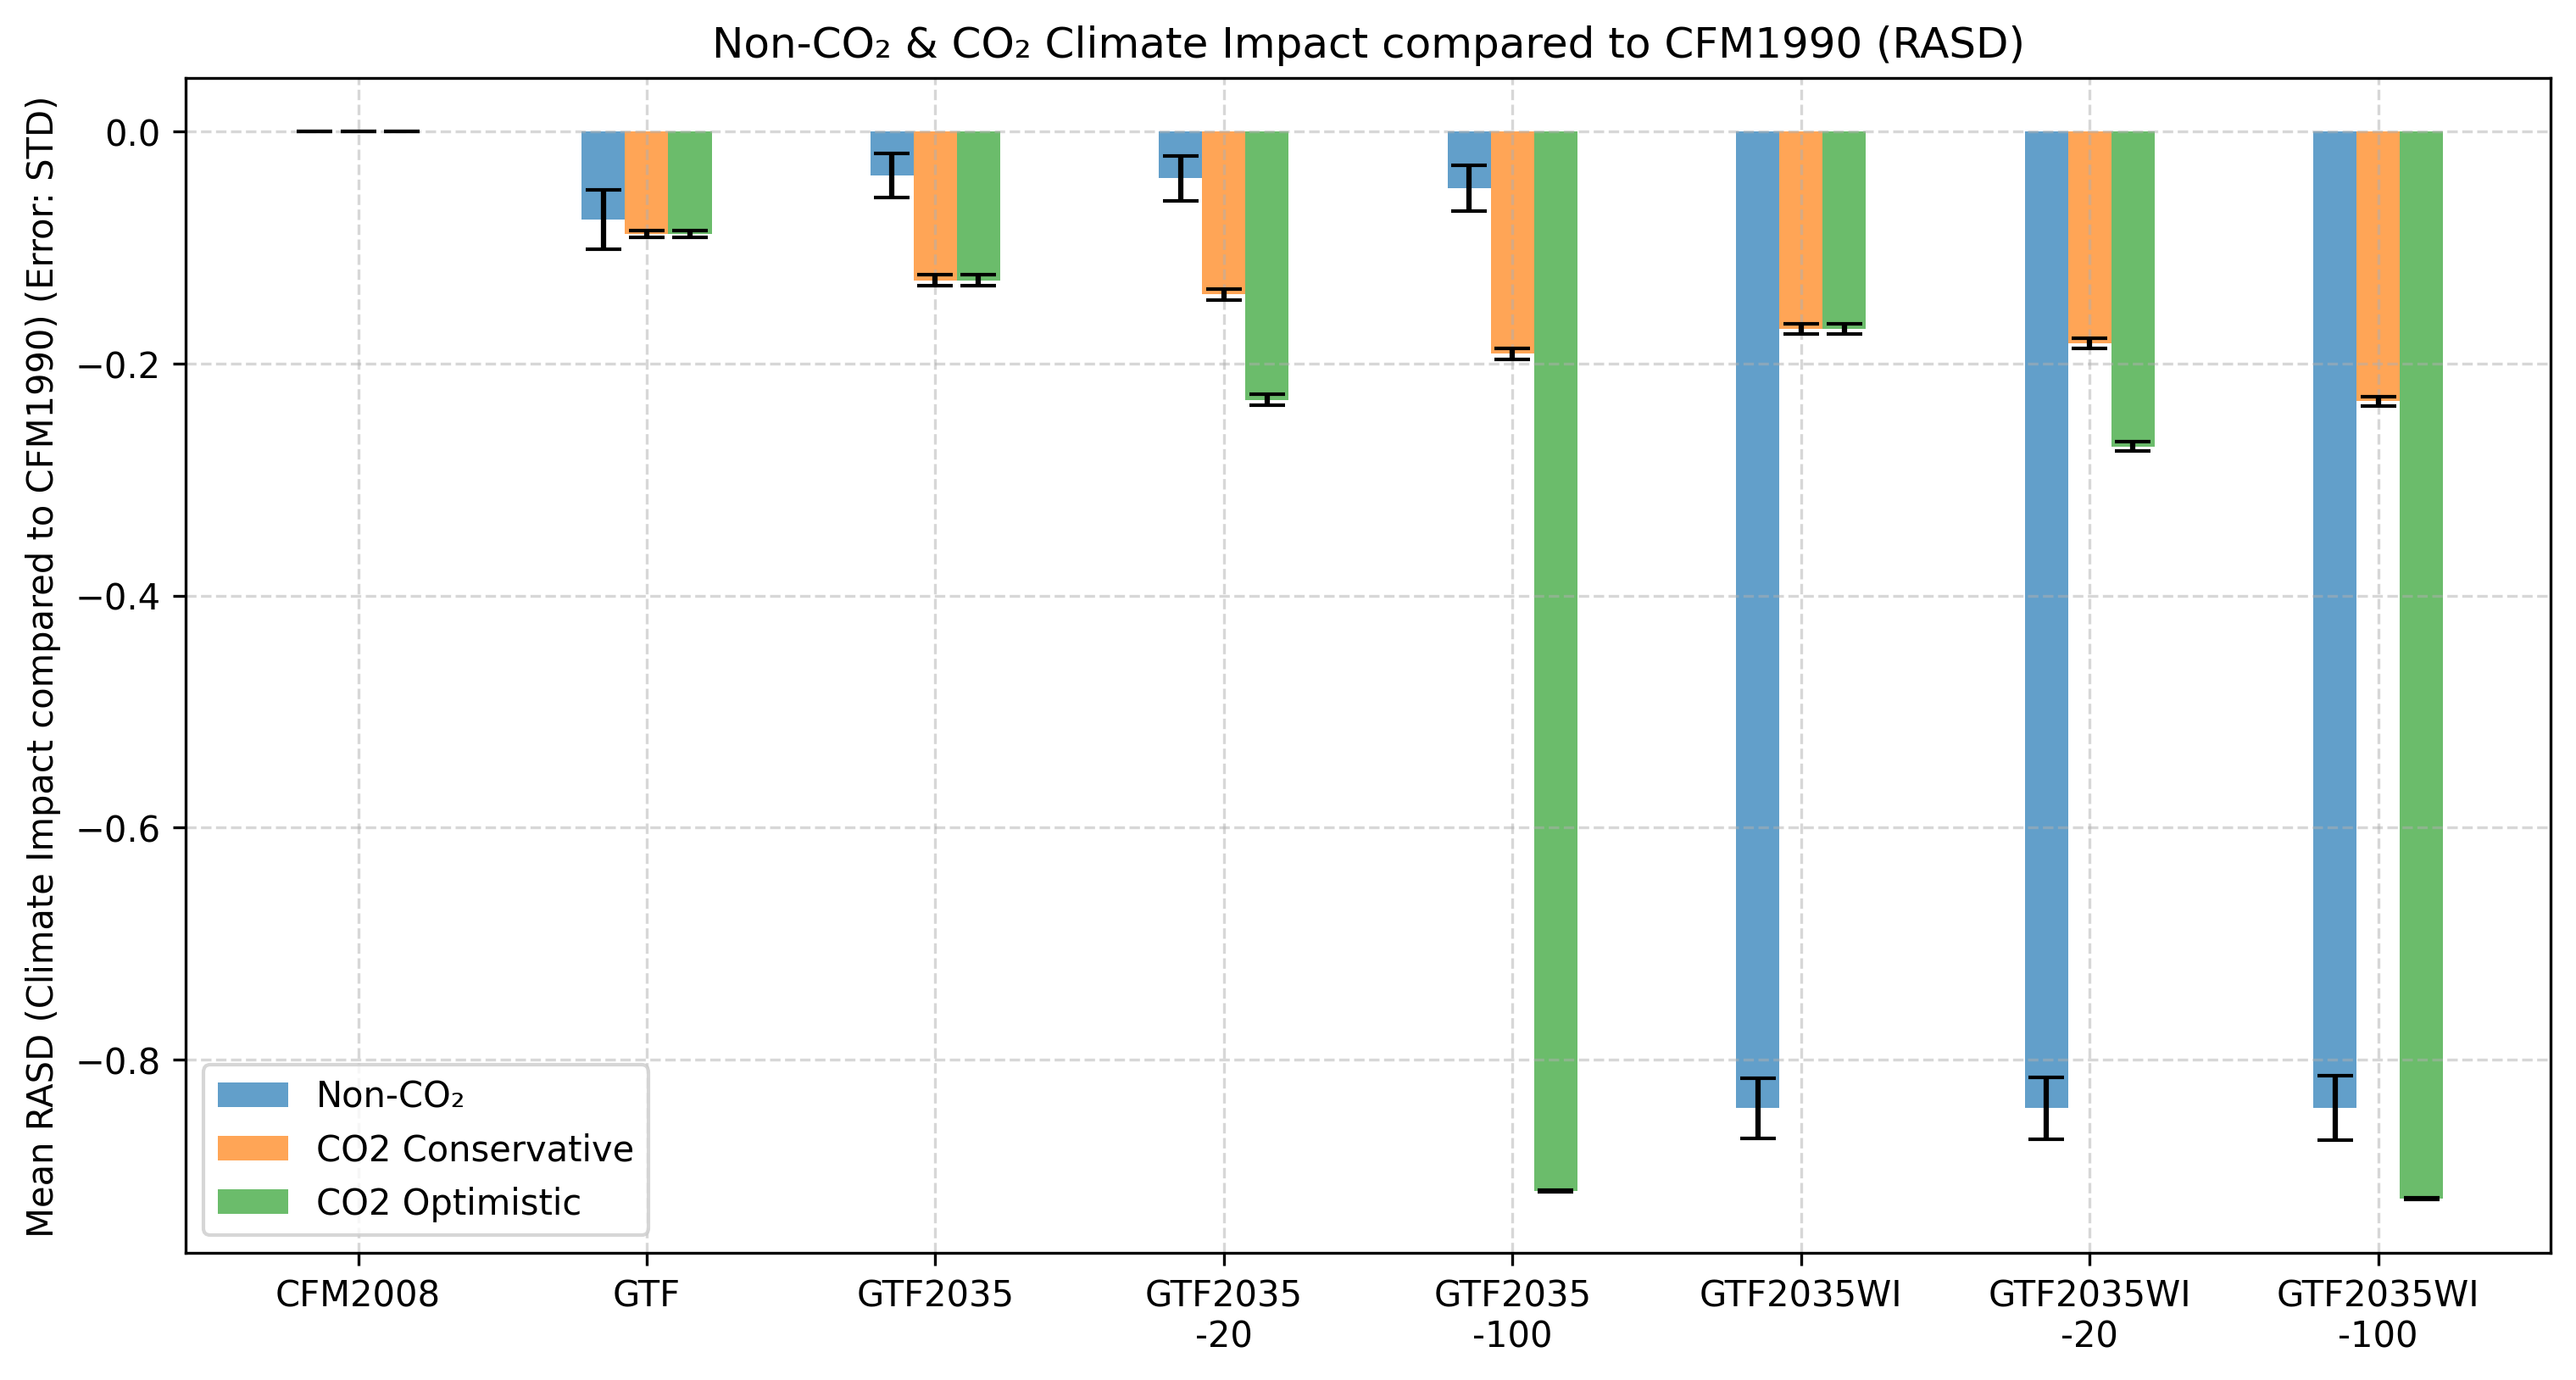 Non-CO₂ & CO₂ Climate Impact compared to CFM1990 (RASD)
Mean RASD (Climate Impact compared to CFM1990) (Error: STD)
0.0
−0.2
−0.4
−0.6
−0.8
Non-CO₂
CO2 Conservative
CO2 Optimistic
CFM2008
GTF
GTF2035
GTF2035
-20
GTF2035
-100
GTF2035WI
GTF2035WI
-20
GTF2035WI
-100